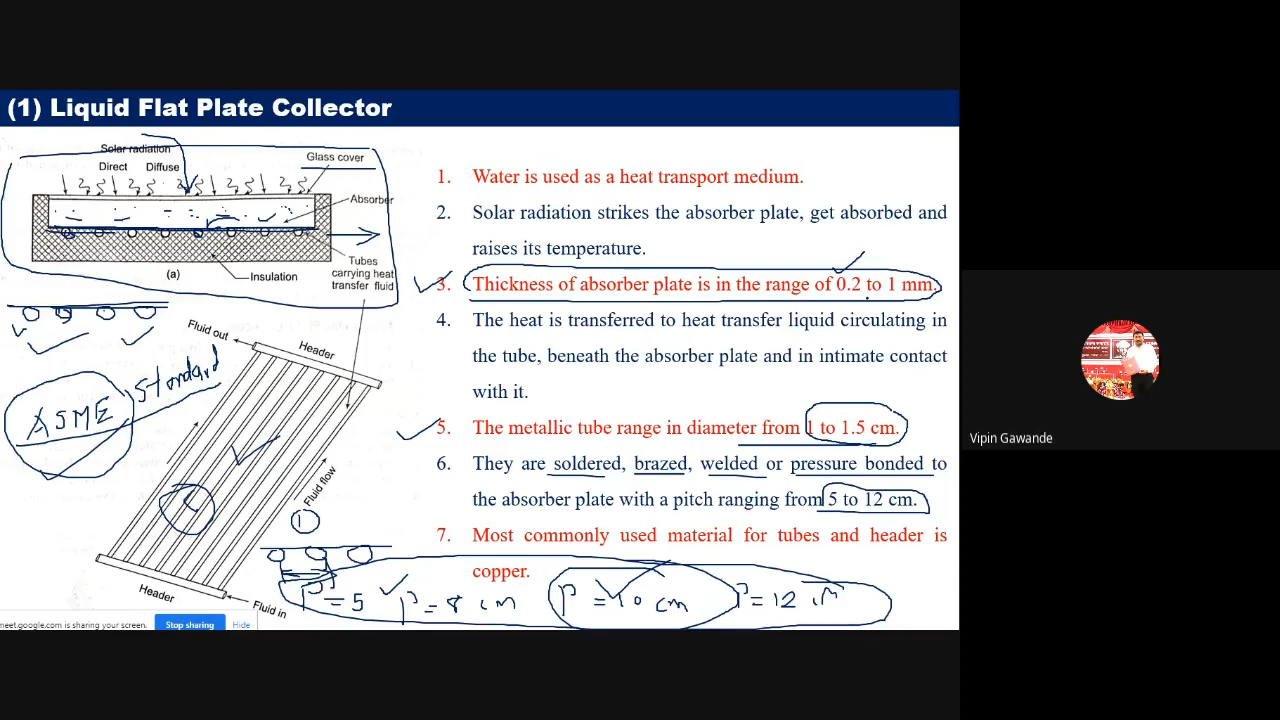 (1) Liquid Flat Plate Collector
Solar radiation
Direct Diffuse
Glass cover
Absorber
Tubes
carrying heat
transfer fluid
(a)
Insulation
Fluid out
Header
Fluid flow
Header
Fluid in
ASME Standard
1
1. Water is used as a heat transport medium.
2. Solar radiation strikes the absorber plate, get absorbed and
raises its temperature.
3. Thickness of absorber plate is in the range of 0.2 to 1 mm.
4. The heat is transferred to heat transfer liquid circulating in
the tube, beneath the absorber plate and in intimate contact
with it.
5. The metallic tube range in diameter from 1 to 1.5 cm.
6. They are soldered, brazed, welded or pressure bonded to
the absorber plate with a pitch ranging from 5 to 12 cm.
7. Most commonly used material for tubes and header is
copper.
P = 5 P = 8 cm P = 10 cm P = 12 cm
meet.google.com is sharing your screen. Stop sharing Hide
Vipin Gawande